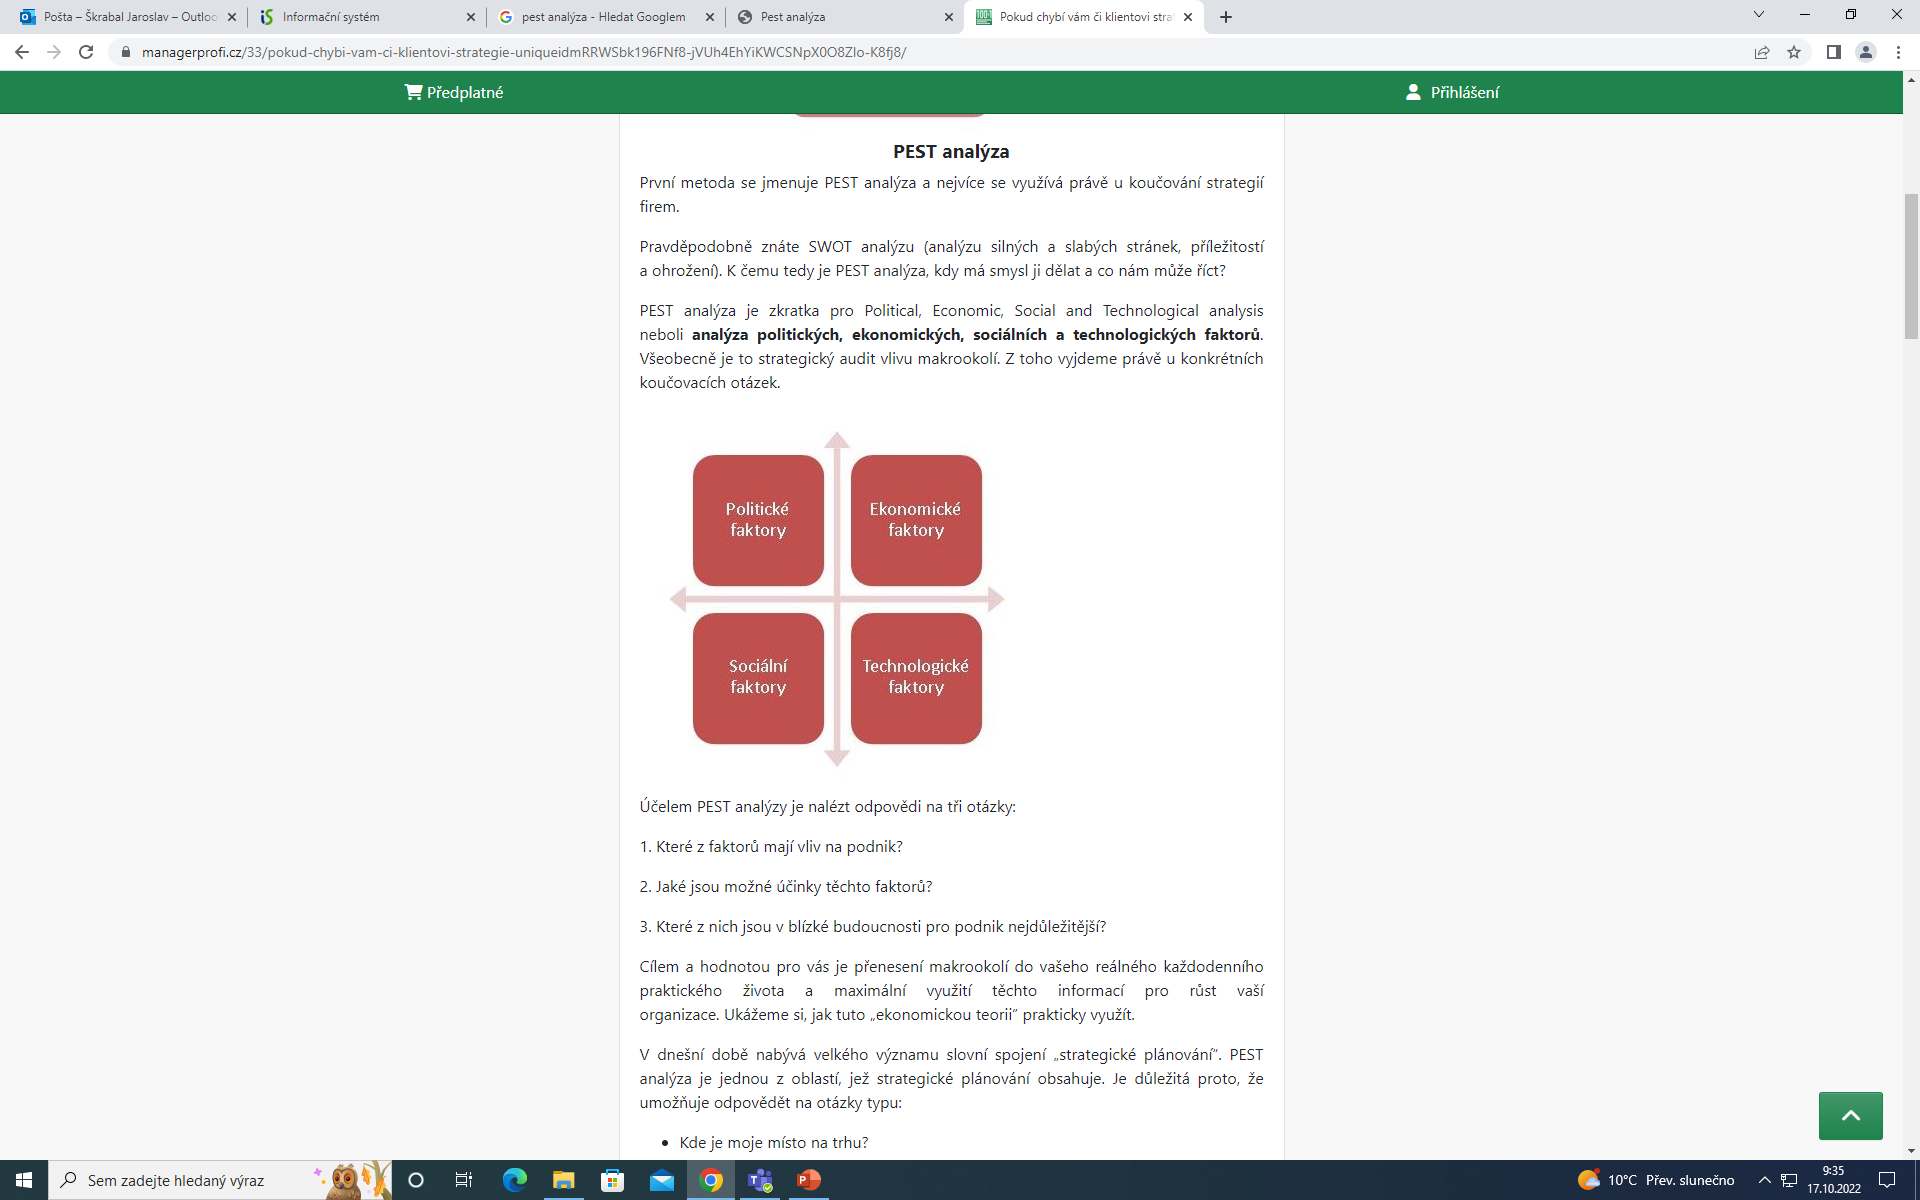 Pošta – Škrabal Jaroslav – Outlo
Informační systém
pest analýza - Hledat Googlem
Pest analýza
Pokud chybí vám či klientovi stra
managerprofi.cz/33/pokud-chybi-vam-ci-klientovi-strategie-uniqueidmRRWSbk196FNf8-jVUh4EhYiKWCSNpX0O8Zlo-K8fj8/
Předplatné
Přihlášení
PEST analýza
První metoda se jmenuje PEST analýza a nejvíce se využívá právě u koučování strategií
firem.
Pravděpodobně znáte SWOT analýzu (analýzu silných a slabých stránek, příležitostí
a ohrožení). K čemu tedy je PEST analýza, kdy má smysl ji dělat a co nám může říct?
PEST analýza je zkratka pro Political, Economic, Social and Technological analysis
neboli analýza politických, ekonomických, sociálních a technologických faktorů.
Všeobecně je to strategický audit vlivu makrookolí. Z toho vyjdeme právě u konkrétních
koučovacích otázek.
Politické
faktory
Ekonomické
faktory
Sociální
faktory
Technologické
faktory
Účelem PEST analýzy je nalézt odpovědi na tři otázky:
1. Které z faktorů mají vliv na podnik?
2. Jaké jsou možné účinky těchto faktorů?
3. Které z nich jsou v blízké budoucnosti pro podnik nejdůležitější?
Cílem a hodnotou pro vás je přenesení makrookolí do vašeho reálného každodenního
praktického života a maximální využití těchto informací pro růst vaší
organizace. Ukážeme si, jak tuto „ekonomickou teorii“ prakticky využít.
V dnešní době nabývá velkého významu slovní spojení „strategické plánování“. PEST
analýza je jednou z oblastí, jež strategické plánování obsahuje. Je důležitá proto, že
umožňuje odpovědět na otázky typu:
• Kde je moje místo na trhu?
Sem zadejte hledaný výraz
10°C Přev. slunečno
9:35
17.10.2022